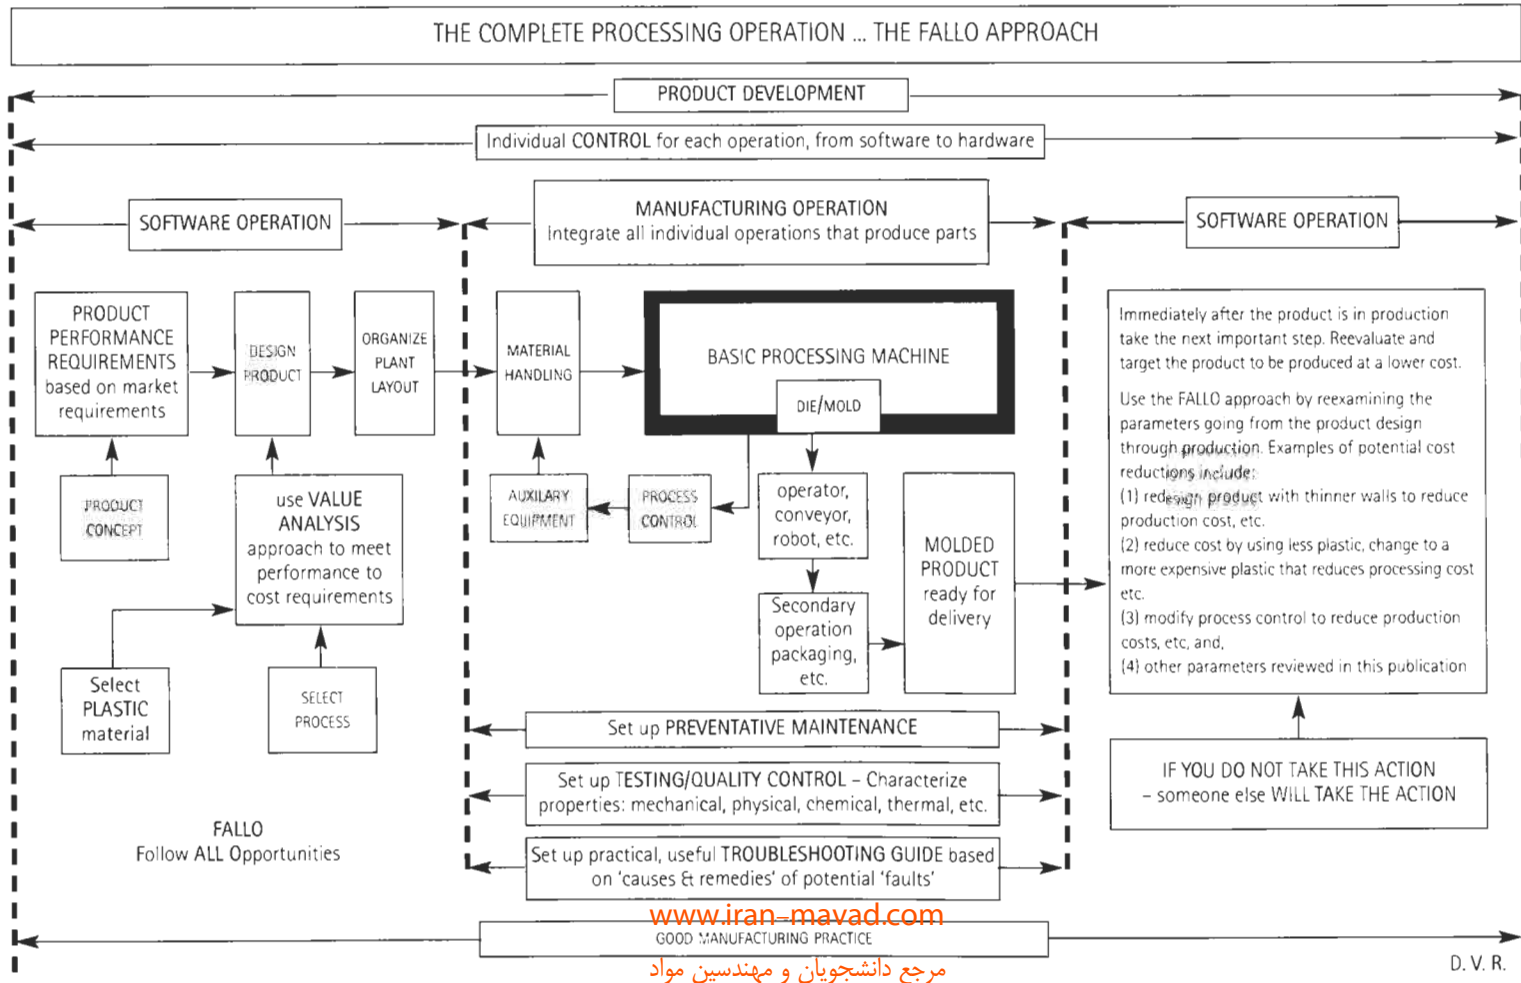 THE COMPLETE PROCESSING OPERATION ... THE FALLO APPROACH
PRODUCT DEVELOPMENT
Individual CONTROL for each operation, from software to hardware
SOFTWARE OPERATION
MANUFACTURING OPERATION
Integrate all individual operations that produce parts
SOFTWARE OPERATION
PRODUCT
PERFORMANCE
REQUIREMENTS
based on market
requirements
DESIGN
PRODUCT
ORGANIZE
PLANT
LAYOUT
MATERIAL
HANDLING
BASIC PROCESSING MACHINE
DIE/MOLD
PRODUCT
CONCEPT
use VALUE
ANALYSIS
approach to meet
performance to
cost requirements
AUXILARY
EQUIPMENT
PROCESS
CONTROL
operator,
conveyor,
robot, etc.
Secondary
operation
packaging,
etc.
MOLDED
PRODUCT
ready for
delivery
Select
PLASTIC
material
SELECT
PROCESS
Immediately after the product is in production
take the next important step. Reevaluate and
target the product to be produced at a lower cost.
Use the FALLO approach by reexamining the
parameters going from the product design
through production. Examples of potential cost
reductions include:
(1) redesign product with thinner walls to reduce
production cost, etc.
(2) reduce cost by using less plastic, change to a
more expensive plastic that reduces processing cost
etc.
(3) modify process control to reduce production
costs, etc, and,
(4) other parameters reviewed in this publication
IF YOU DO NOT TAKE THIS ACTION
– someone else WILL TAKE THE ACTION
Set up PREVENTATIVE MAINTENANCE
Set up TESTING/QUALITY CONTROL – Characterize
properties: mechanical, physical, chemical, thermal, etc.
Set up practical, useful TROUBLESHOOTING GUIDE based
on 'causes & remedies' of potential 'faults'
FALLO
Follow ALL Opportunities
www.iran-mavad.com
GOOD MANUFACTURING PRACTICE
مرجع دانشجویان و مهندسین مواد
D. V. R.